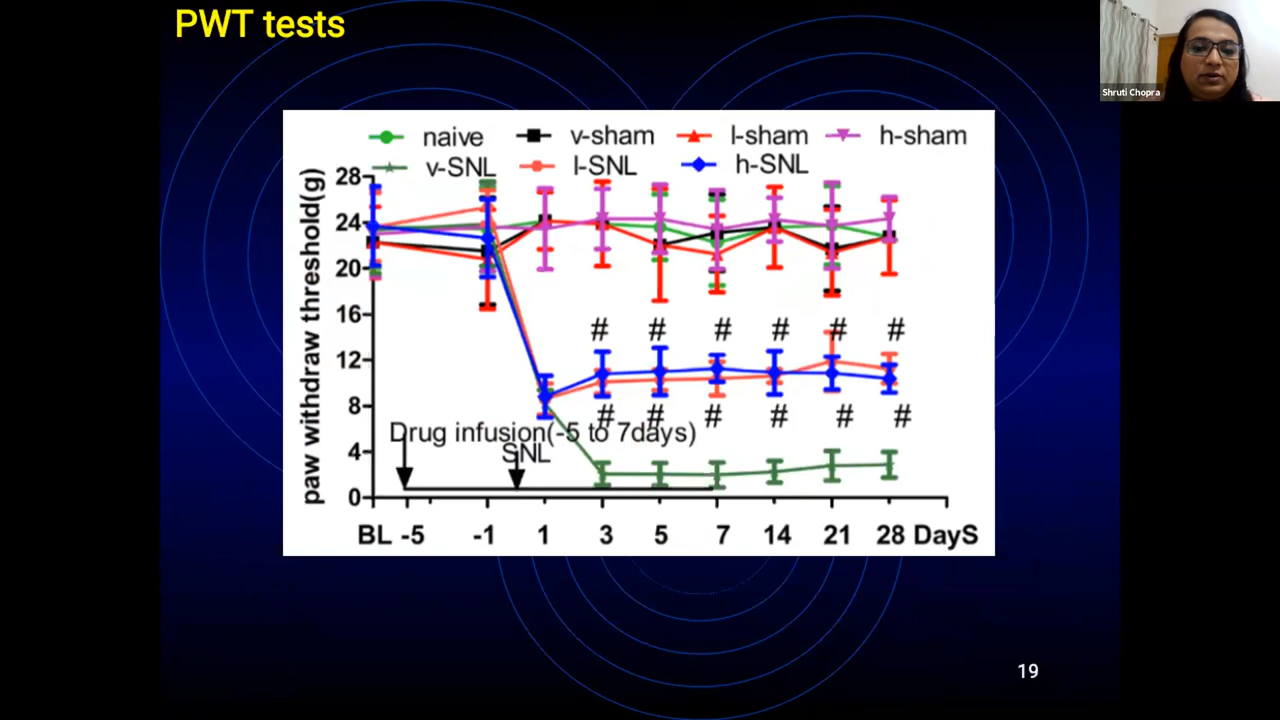 PWT tests
Shruti Chopra
naive v-sham l-sham h-sham
v-SNL l-SNL h-SNL
paw withdraw threshold(g)
28
24
20
16
# # # # # #
12
8
# # # # # #
Drug infusion(-5 to 7days)
4
SNL
0
BL -5 -1 1 3 5 7 14 21 28 DayS
19